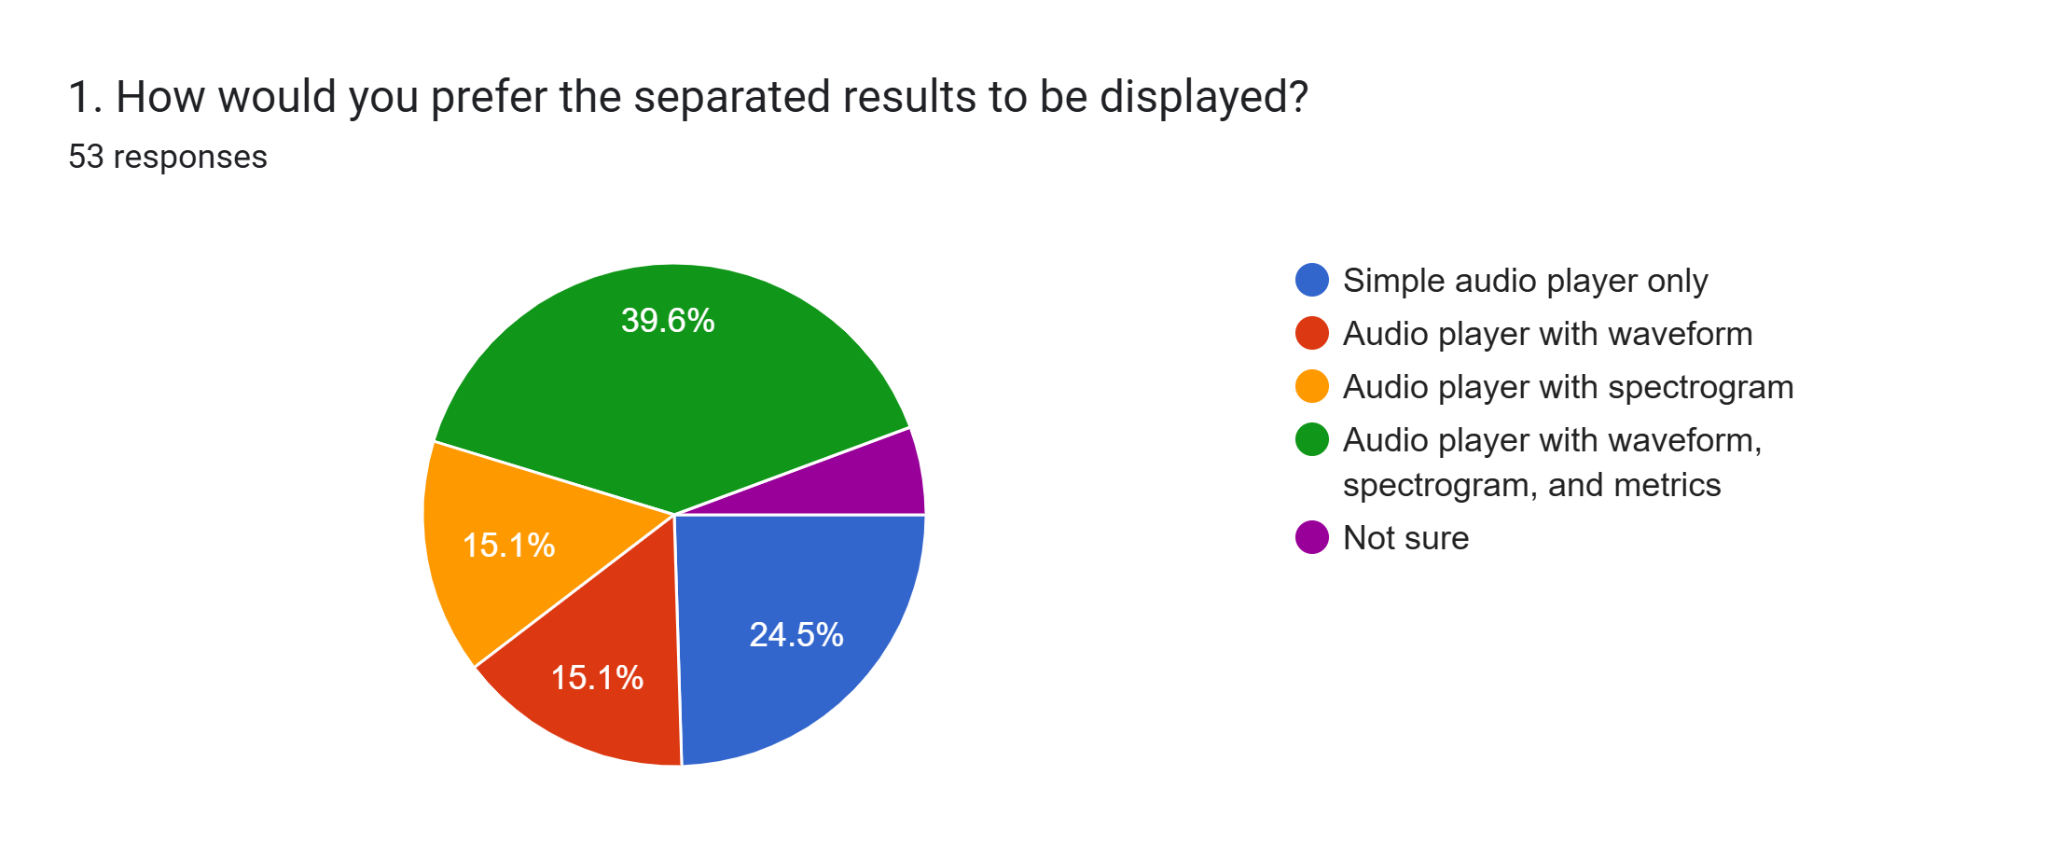 1. How would you prefer the separated results to be displayed?
53 responses
39.6%
15.1%
15.1%
24.5%
Simple audio player only
Audio player with waveform
Audio player with spectrogram
Audio player with waveform,
spectrogram, and metrics
Not sure